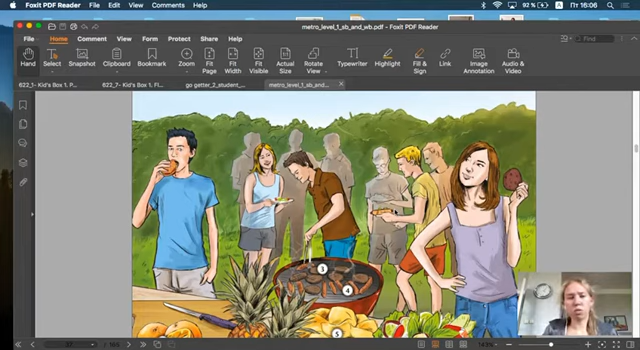 Foxit PDF Reader File Edit View Comments Help 92 % Пт 16:06
metro_level_1_sb_and_wb.pdf - Foxit PDF Reader
File Home Comment View Form Protect Share Help Find
Hand Select Snapshot Clipboard Bookmark Zoom Fit Page Fit Width Fit Visible Actual Size Rotate View Typewriter Highlight Fill & Sign Link Image Annotation Audio & Video
622_1- Kid's Box 1. P... 622_7- Kid's Box 1. Fl... go getter_2_student_... metro_level_1_sb_and...
3
4
5